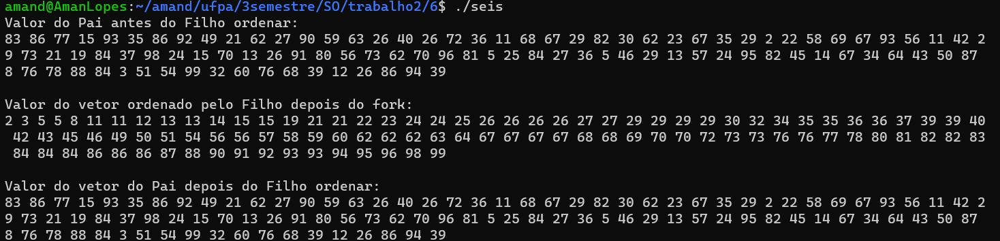 amand@AmanLopes:~/amand/ufpa/3semestre/SO/trabalho2/6$ ./seis
Valor do Pai antes do Filho ordenar:
83 86 77 15 93 35 86 92 49 21 62 27 90 59 63 26 40 26 72 36 11 68 67 29 82 30 62 23 67 35 29 2 22 58 69 67 93 56 11 42 2
9 73 21 19 84 37 98 24 15 70 13 26 91 80 56 73 62 70 96 81 5 25 84 27 36 5 46 29 13 57 24 95 82 45 14 67 34 64 43 50 87
8 76 78 88 84 3 51 54 99 32 60 76 68 39 12 26 86 94 39
Valor do vetor ordenado pelo Filho depois do fork:
2 3 5 5 8 11 11 12 13 13 14 15 15 19 21 21 22 23 24 24 25 26 26 26 26 27 27 29 29 29 29 30 32 34 35 35 36 36 37 39 39 40
42 43 45 46 49 50 51 54 56 56 57 58 59 60 62 62 62 63 64 67 67 67 67 68 68 69 70 70 72 73 73 76 76 77 78 80 81 82 82 83
84 84 84 86 86 86 87 88 90 91 92 93 93 94 95 96 98 99
Valor do vetor do Pai depois do Filho ordenar:
83 86 77 15 93 35 86 92 49 21 62 27 90 59 63 26 40 26 72 36 11 68 67 29 82 30 62 23 67 35 29 2 22 58 69 67 93 56 11 42 2
9 73 21 19 84 37 98 24 15 70 13 26 91 80 56 73 62 70 96 81 5 25 84 27 36 5 46 29 13 57 24 95 82 45 14 67 34 64 43 50 87
8 76 78 88 84 3 51 54 99 32 60 76 68 39 12 26 86 94 39